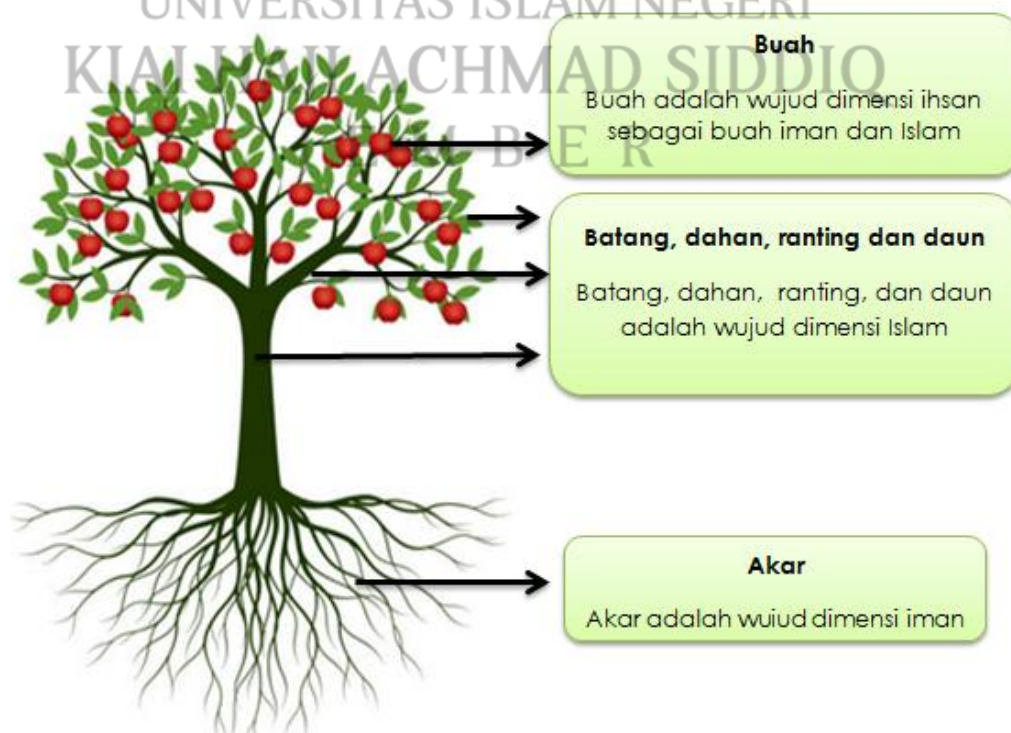 UNIVERSITAS ISLAM NEGERI
KIAI HAJI ACHMAD SIDDIQ
B E R
Buah
Buah adalah wujud dimensi ihsan
sebagai buah iman dan Islam
Batang, dahan, ranting dan daun
Batang, dahan, ranting, dan daun
adalah wujud dimensi Islam
Akar
Akar adalah wuiud dimensi iman